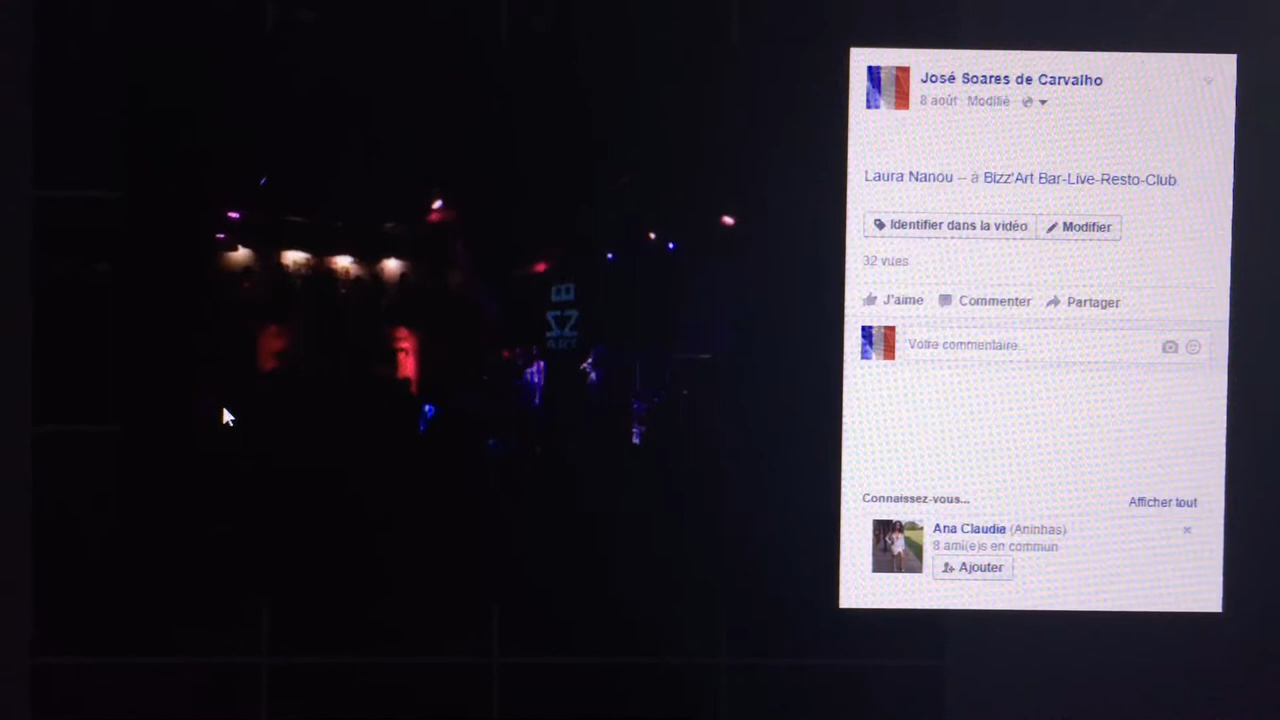 José Soares de Carvalho
8 août · Modifié
Laura Nanou – à Bizz'Art Bar-Live-Resto-Club
Identifier dans la vidéo
Modifier
32 vues
J'aime Commenter Partager
Votre commentaire...
Connaissez-vous... Afficher tout
Ana Claudia (Aninhas)
8 ami(e)s en commun
Ajouter
B
ZZ
ART